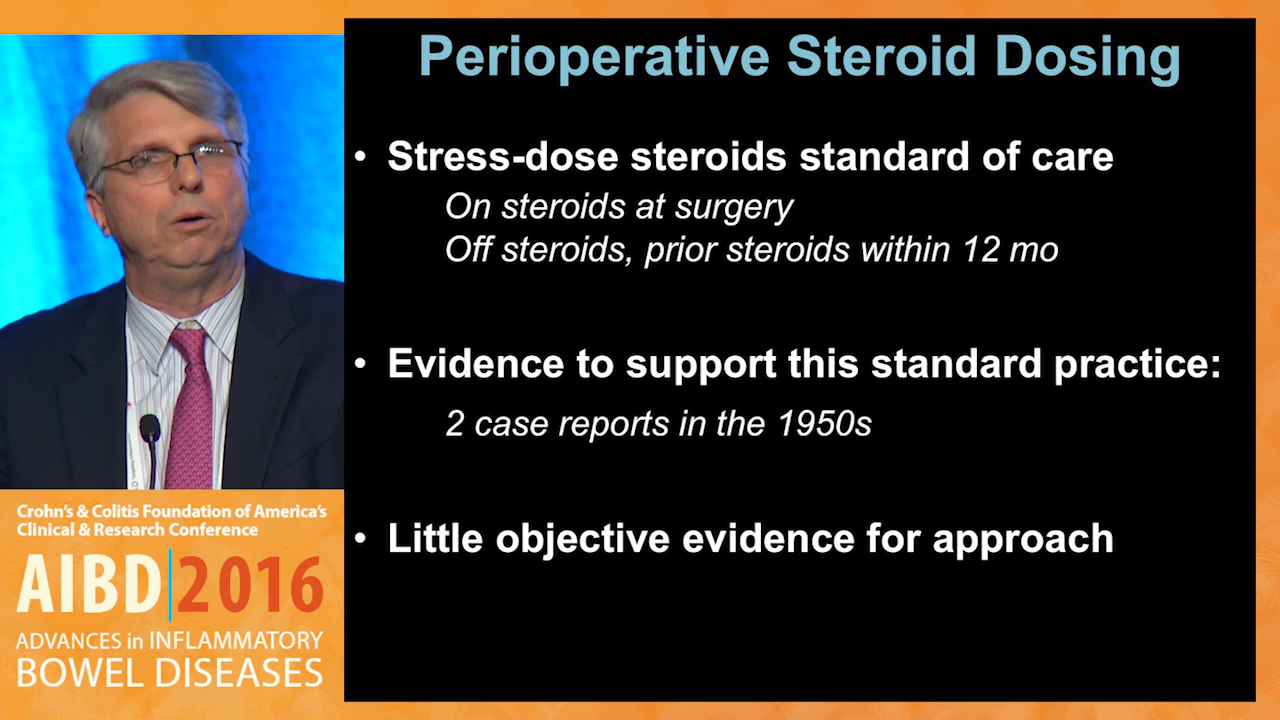 Perioperative Steroid Dosing
• Stress-dose steroids standard of care
On steroids at surgery
Off steroids, prior steroids within 12 mo
• Evidence to support this standard practice:
2 case reports in the 1950s
• Little objective evidence for approach
Crohn's & Colitis Foundation of America's
Clinical & Research Conference
AIBD|2016
ADVANCES in INFLAMMATORY
BOWEL DISEASES